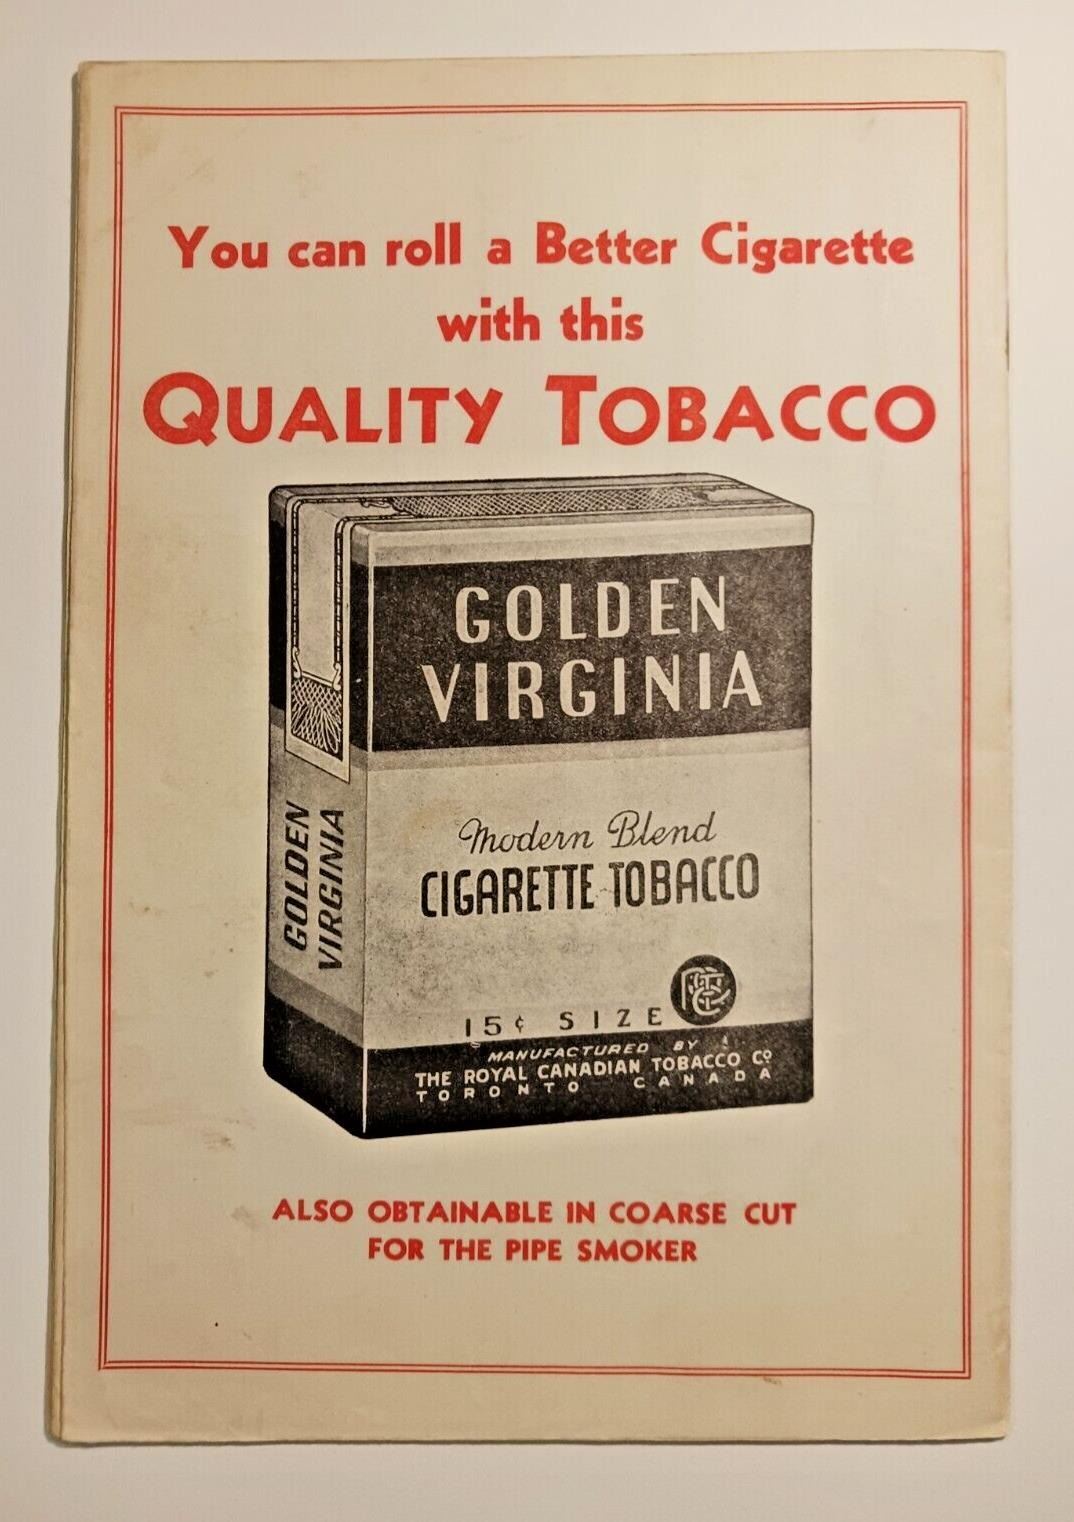 You can roll a Better Cigarette
with this
QUALITY TOBACCO
GOLDEN
VIRGINIA
Modern Blend
CIGARETTE TOBACCO
15¢ SIZE
MANUFACTURED BY
THE ROYAL CANADIAN TOBACCO Co
TORONTO CANADA
GOLDEN
VIRGINIA
ALSO OBTAINABLE IN COARSE CUT
FOR THE PIPE SMOKER